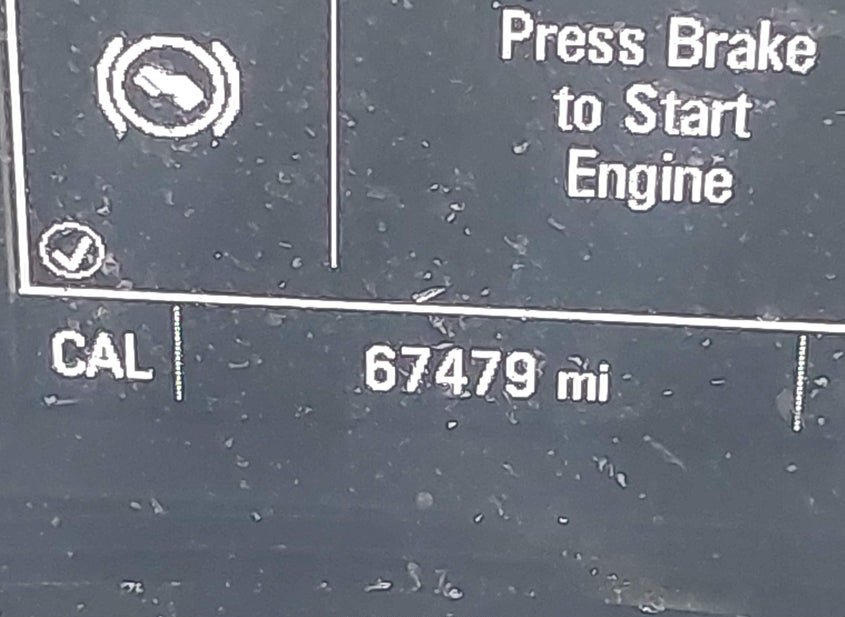 Press Brake
to Start
Engine
CAL 67479 mi